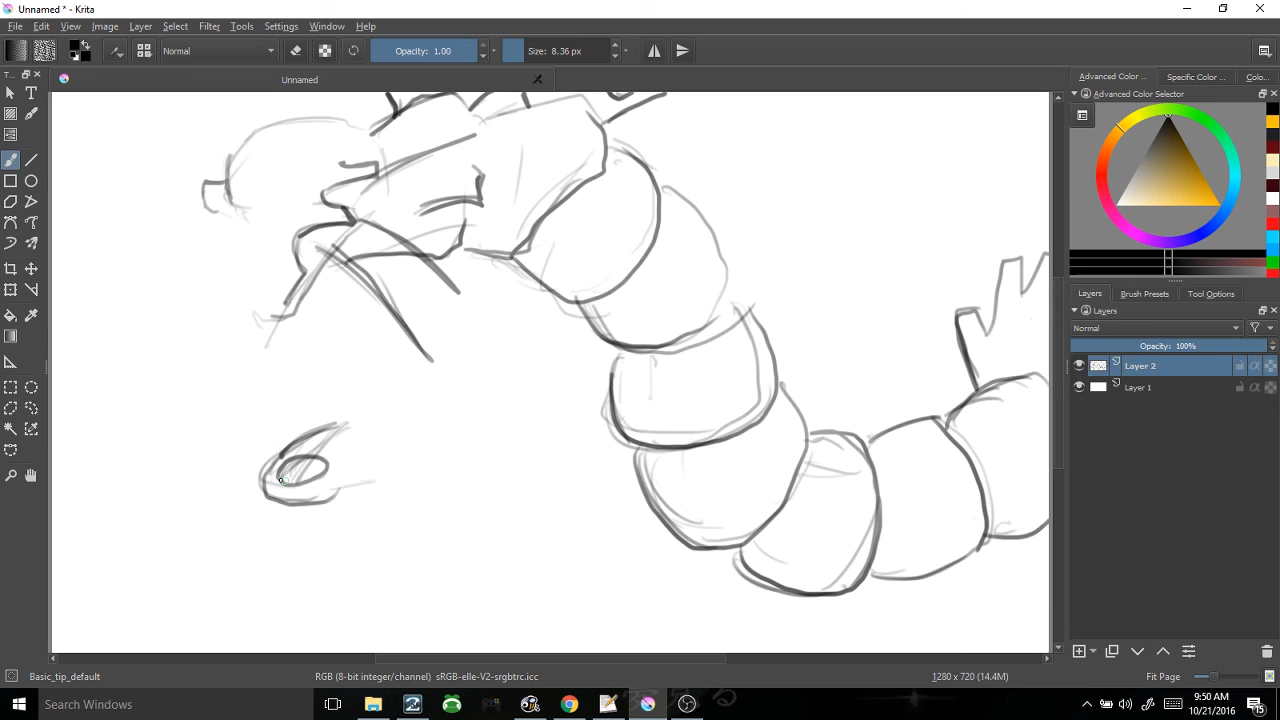 Unnamed * - Krita
File Edit View Image Layer Select Filter Tools Settings Window Help
Normal Opacity: 1.00 Size: 8.36 px
T... Unnamed Advanced Color ... Specific Color ... Colo...
Advanced Color Selector
Layers Brush Presets Tool Options
Layers
Normal
Opacity: 100%
Layer 2
Layer 1
Basic_tip_default RGB (8-bit integer/channel) sRGB-elle-V2-srgbtrc.icc 1280 x 720 (14.4M) Fit Page
Search Windows 9:50 AM
10/21/2016